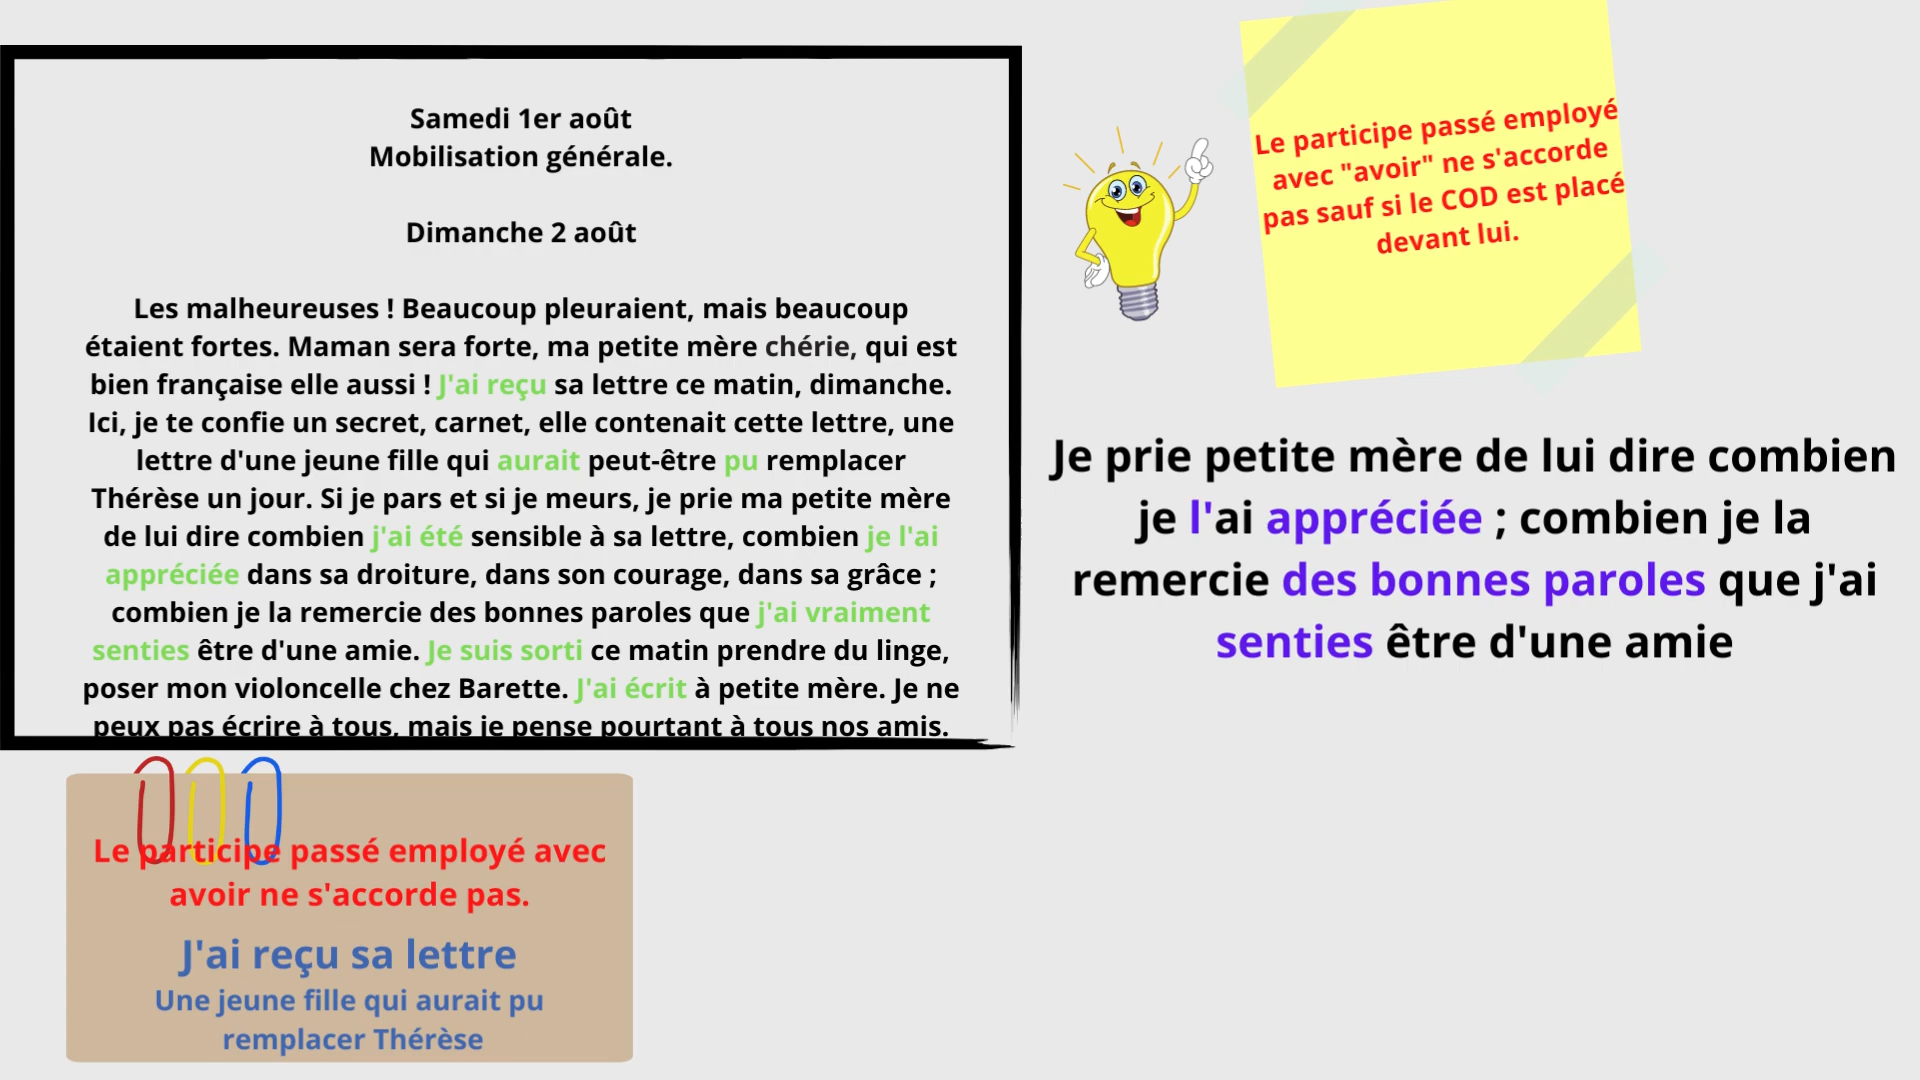 Samedi 1er août
Mobilisation générale.
Dimanche 2 août
Les malheureuses ! Beaucoup pleuraient, mais beaucoup
étaient fortes. Maman sera forte, ma petite mère chérie, qui est
bien française elle aussi ! J'ai reçu sa lettre ce matin, dimanche.
Ici, je te confie un secret, carnet, elle contenait cette lettre, une
lettre d'une jeune fille qui aurait peut-être pu remplacer
Thérèse un jour. Si je pars et si je meurs, je prie ma petite mère
de lui dire combien j'ai été sensible à sa lettre, combien je l'ai
appréciée dans sa droiture, dans son courage, dans sa grâce ;
combien je la remercie des bonnes paroles que j'ai vraiment
senties être d'une amie. Je suis sorti ce matin prendre du linge,
poser mon violoncelle chez Barette. J'ai écrit à petite mère. Je ne
peux pas écrire à tous, mais je pense pourtant à tous nos amis.
Le participe passé employé
avec "avoir" ne s'accorde
pas sauf si le COD est placé
devant lui.
Je prie petite mère de lui dire combien
je l'ai appréciée ; combien je la
remercie des bonnes paroles que j'ai
senties être d'une amie
Le participe passé employé avec
avoir ne s'accorde pas.
J'ai reçu sa lettre
Une jeune fille qui aurait pu
remplacer Thérèse